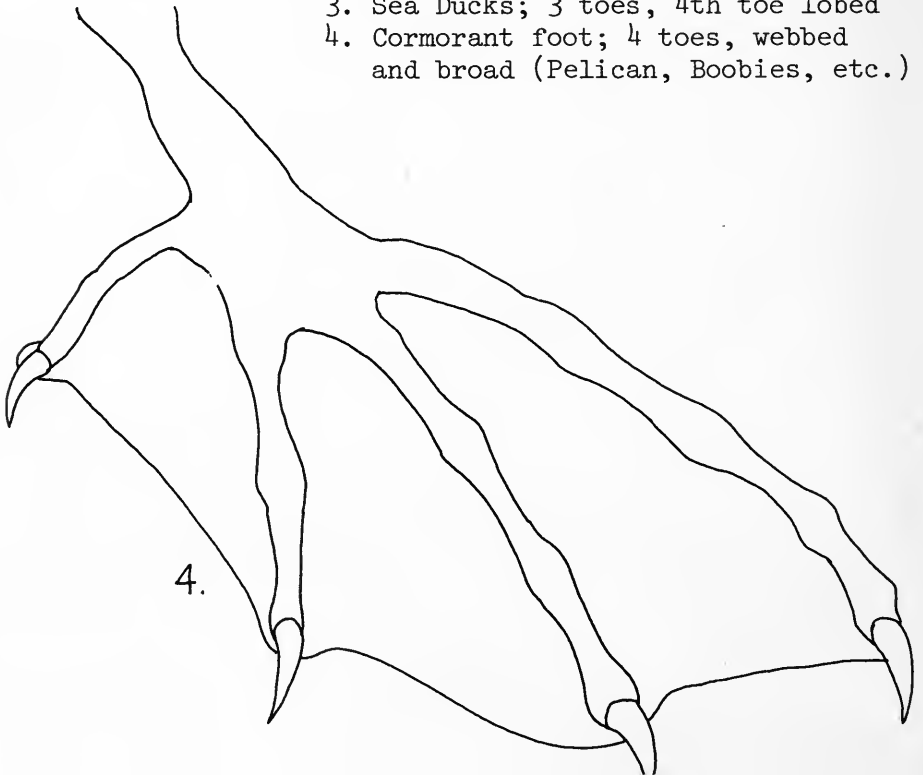 3. Sea Ducks; 3 toes, 4th toe lobed
4. Cormorant foot; 4 toes, webbed
and broad (Pelican, Boobies, etc.)
4.